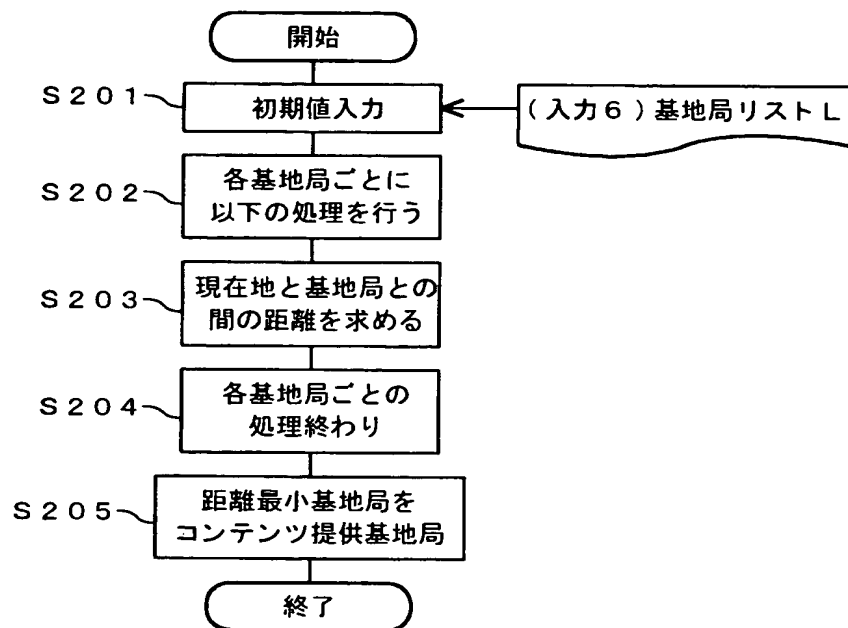 開始
S201
初期値入力
(入力6)基地局リストL
S202
各基地局ごとに
以下の処理を行う
S203
現在地と基地局との
間の距離を求める
S204
各基地局ごとの
処理終わり
S205
距離最小基地局を
コンテンツ提供基地局
終了